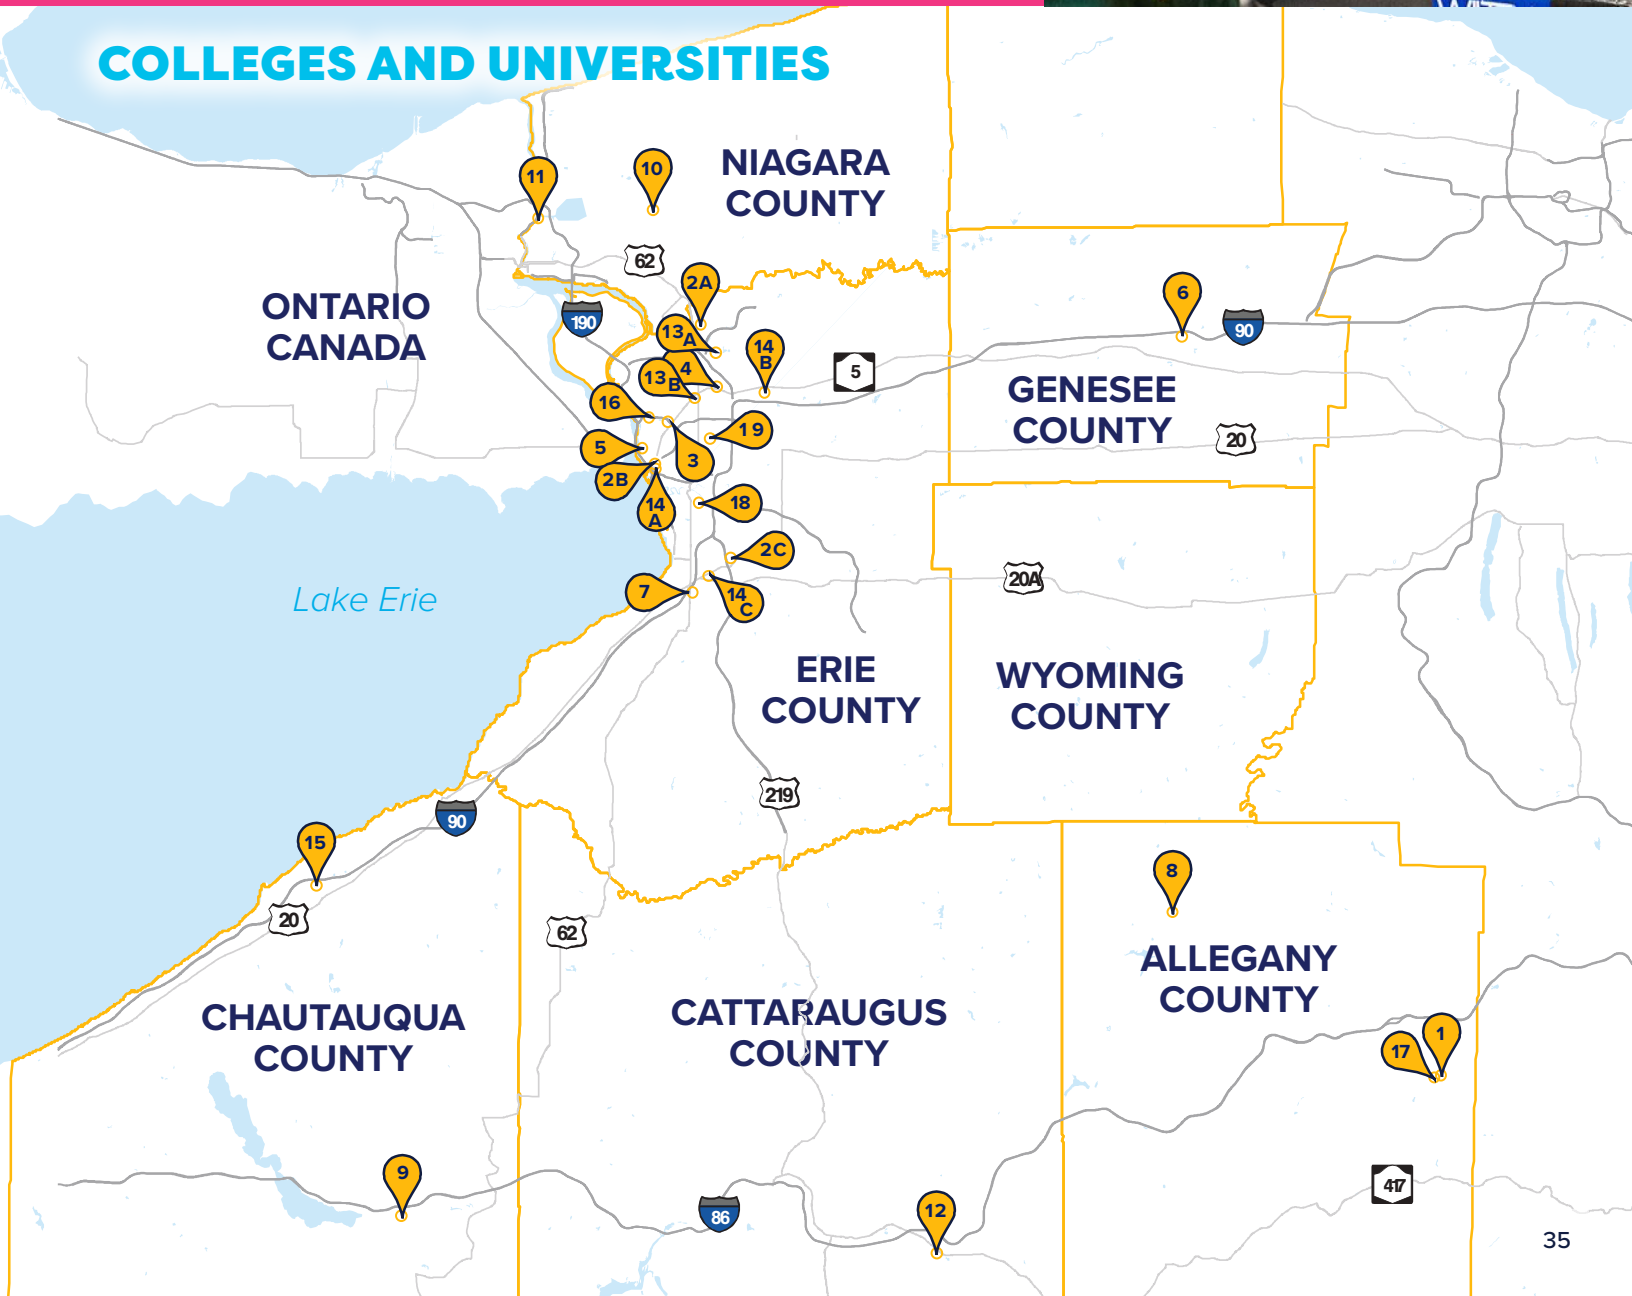 COLLEGES AND UNIVERSITIES
NIAGARA
COUNTY
11
10
62
2A
ONTARIO
CANADA
190
13
A
14
B
6
90
5
4
13
B
GENESEE
COUNTY
16
19
20
5
3
2B
14
A
18
2C
20A
Lake Erie
7
14
C
ERIE
COUNTY
WYOMING
COUNTY
219
90
15
8
20
62
ALLEGANY
COUNTY
CHAUTAUQUA
COUNTY
CATTARAUGUS
COUNTY
1
17
9
417
86
12
35